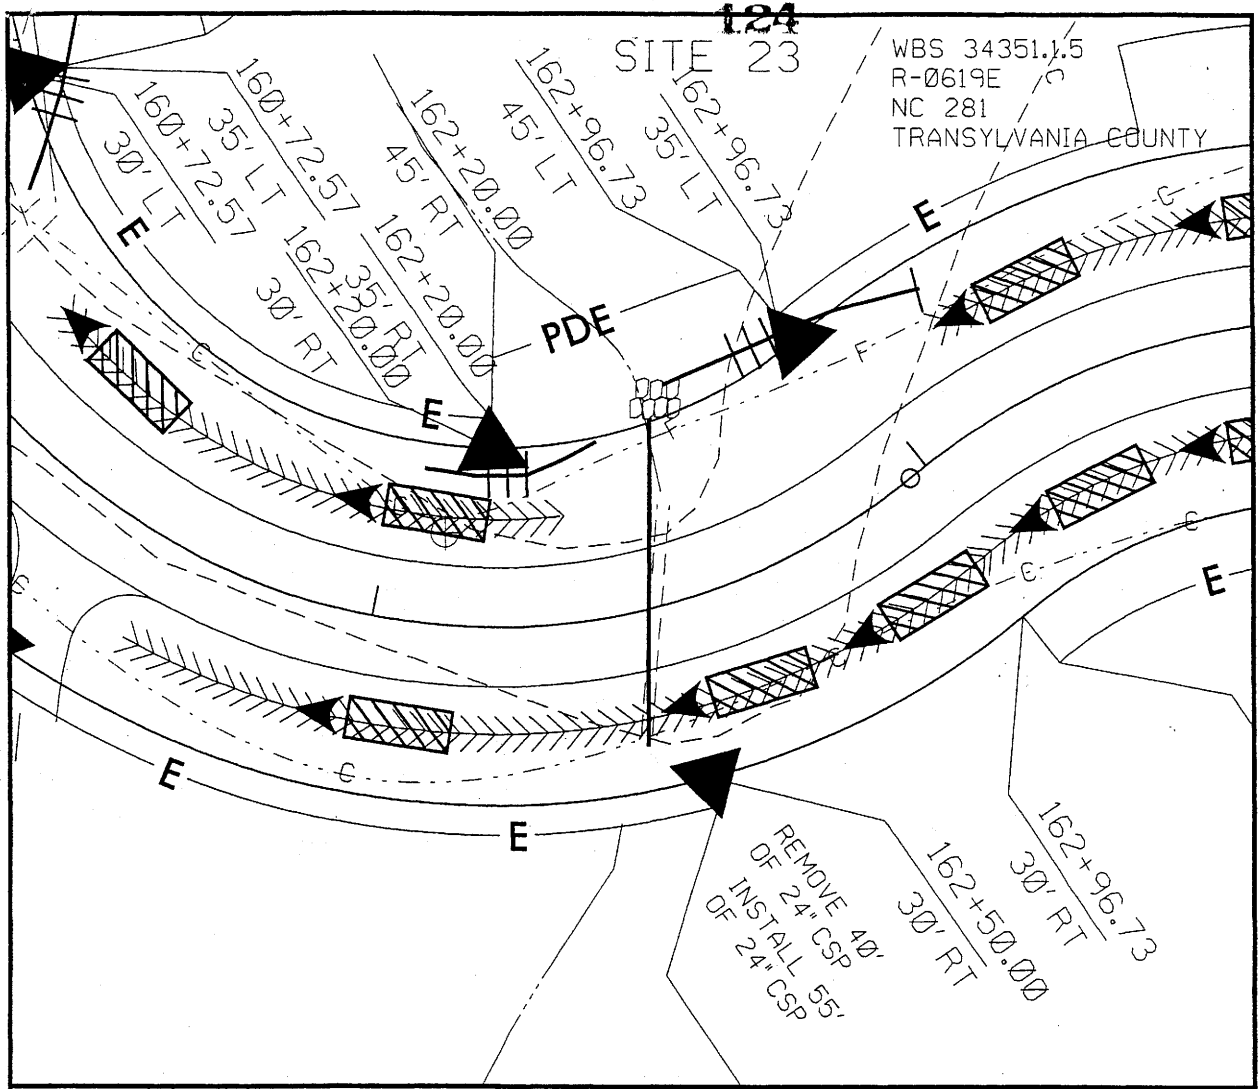 124
SITE 23
WBS 34351.1.5
R-0619E
NC 281
TRANSYLVANIA COUNTY
160+72.57
35' LT
160+72.57
30' LT
162+20.00
45' RT
162+20.00
35' RT
162+20.00
30' RT
162+96.73
45' LT
162+96.73
35' LT
E
E
PDE
E
C
C
C
F
C
C
C
C
E
E
E
162+96.73
30' RT
162+50.00
30' RT
REMOVE 40'
OF 24" CSP
INSTALL 55'
OF 24" CSP